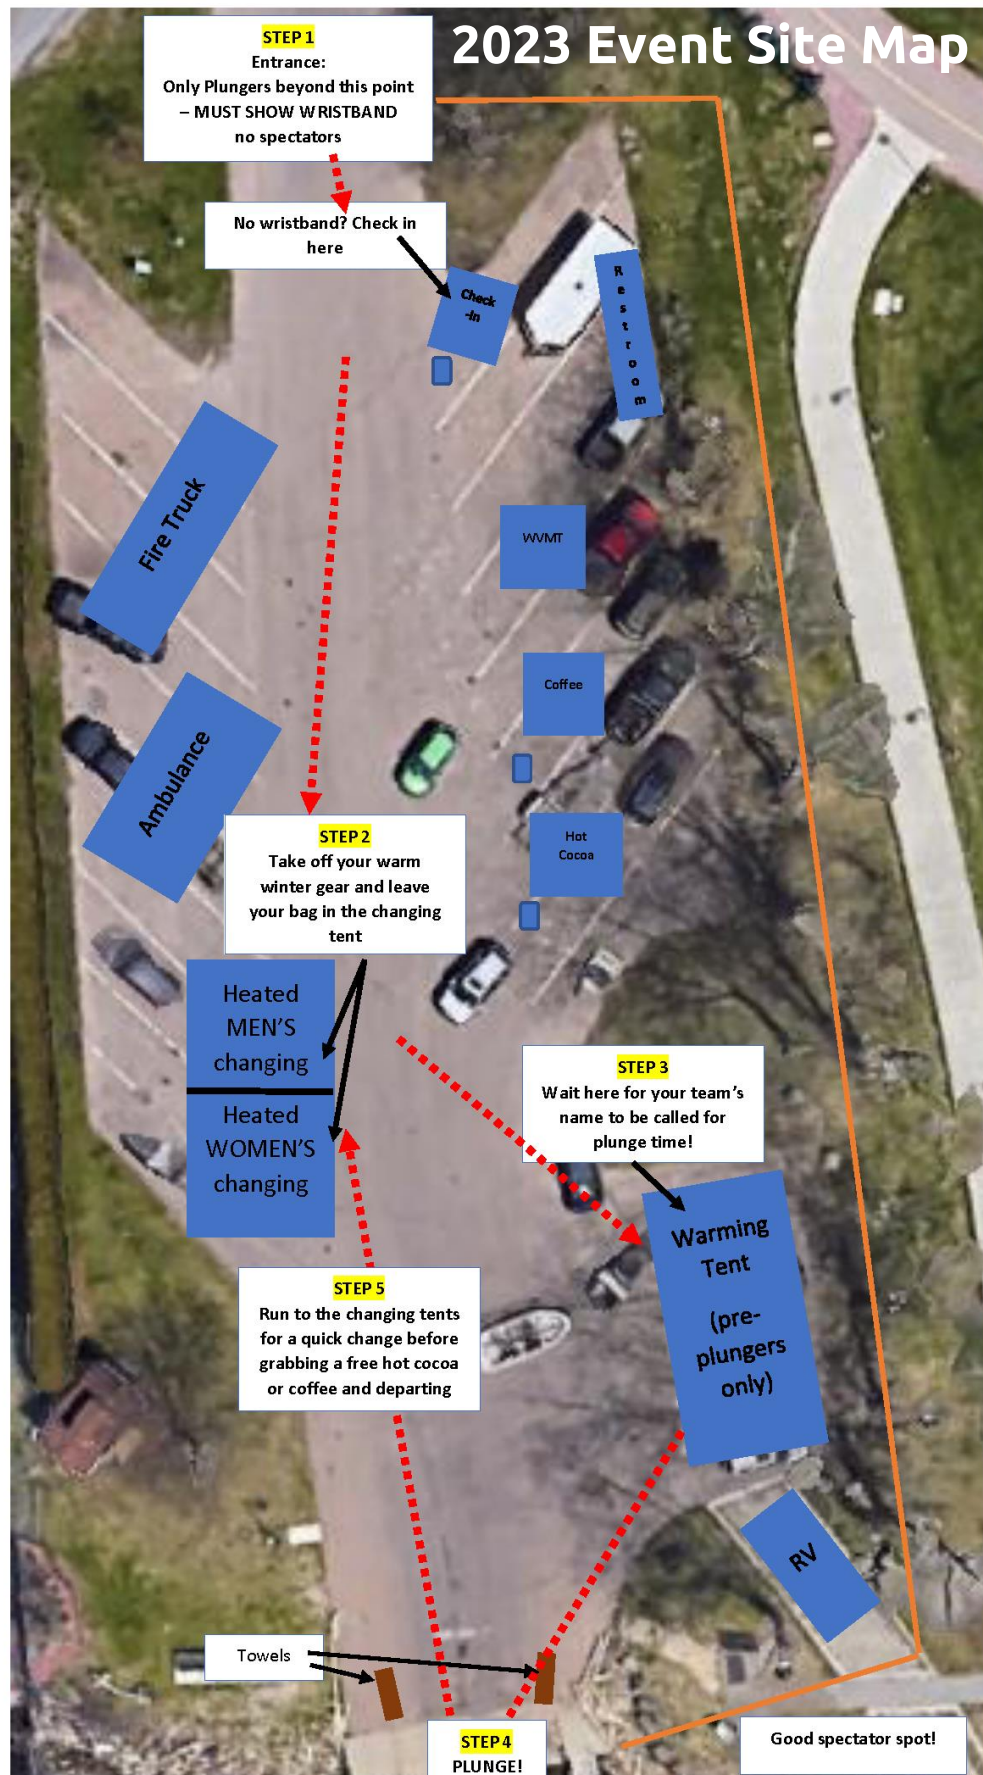 2023 Event Site Map
STEP 1
Entrance:
Only Plungers beyond this point
– MUST SHOW WRISTBAND
no spectators
No wristband? Check in
here
Check
-In
Restroom
Fire Truck
WVMT
Coffee
Ambulance
Hot
Cocoa
STEP 2
Take off your warm
winter gear and leave
your bag in the changing
tent
Heated
MEN'S
changing
Heated
WOMEN'S
changing
STEP 3
Wait here for your team's
name to be called for
plunge time!
Warming
Tent
(pre-
plungers
only)
STEP 5
Run to the changing tents
for a quick change before
grabbing a free hot cocoa
or coffee and departing
RV
Towels
STEP 4
PLUNGE!
Good spectator spot!